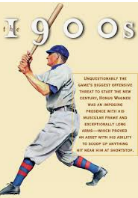 1900s
UNQUESTIONABLY THE
GAME'S BIGGEST OFFENSIVE
THREAT TO START THE NEW
CENTURY, HONUS WAGNER
WAS AN IMPOSING
PRESENCE WITH HIS
MUSCULAR FRAME AND
EXCEPTIONALLY LONG
ARMS—WHICH PROVED
AN ASSET WITH HIS ABILITY
TO SCOOP UP ANYTHING
HIT NEAR HIM AT SHORTSTOP.